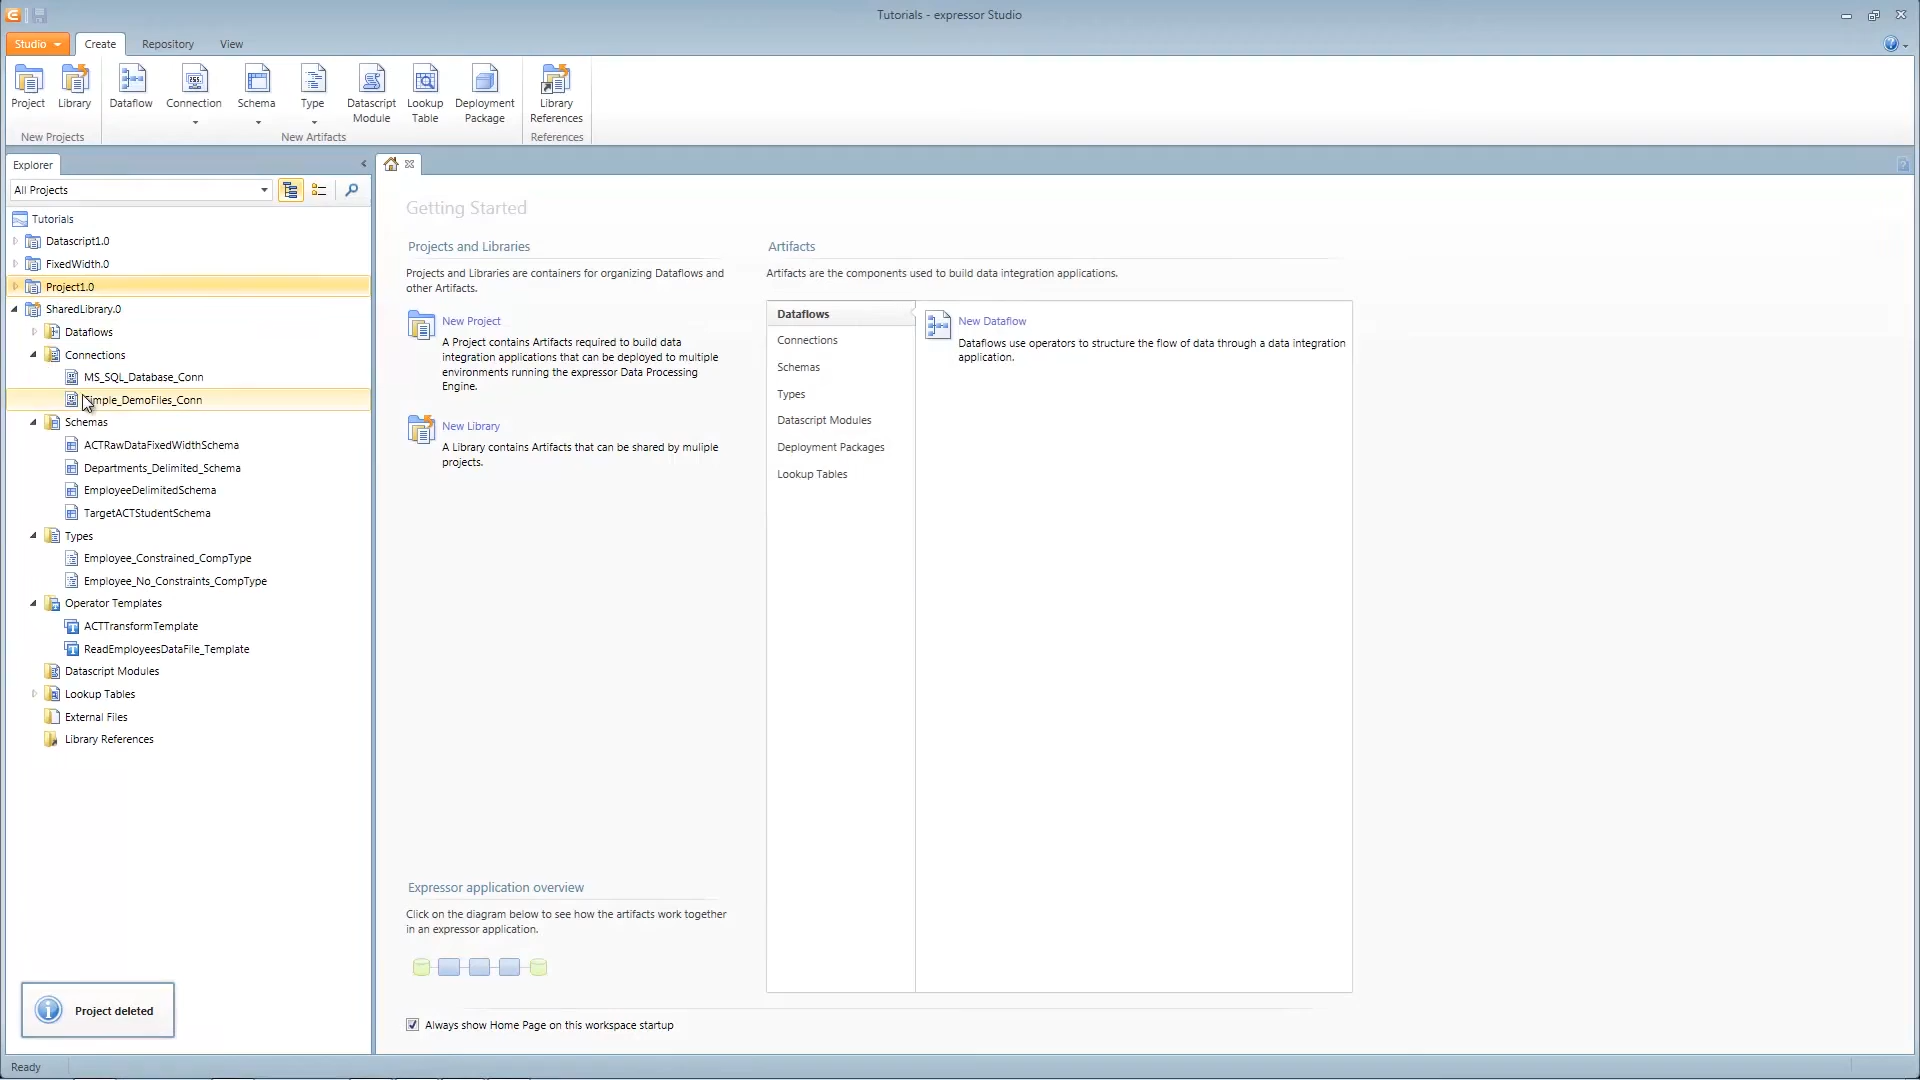 Tutorials - expressor Studio
Studio
Create
Repository
View
Project
Library
Dataflow
Connection
Schema
Type
Datascript
Module
Lookup
Table
Deployment
Package
Library
References
New Projects
New Artifacts
References
Explorer
All Projects
Tutorials
Datascript1.0
FixedWidth.0
Project1.0
SharedLibrary.0
Dataflows
Connections
MS_SQL_Database_Conn
Simple_DemoFiles_Conn
Schemas
ACTRawDataFixedWidthSchema
Departments_Delimited_Schema
EmployeeDelimitedSchema
TargetACTStudentSchema
Types
Employee_Constrained_CompType
Employee_No_Constraints_CompType
Operator Templates
ACTTransformTemplate
ReadEmployeesDataFile_Template
Datascript Modules
Lookup Tables
External Files
Library References
Project deleted
Ready
Getting Started
Projects and Libraries
Projects and Libraries are containers for organizing Dataflows and
other Artifacts.
New Project
A Project contains Artifacts required to build data
integration applications that can be deployed to multiple
environments running the expressor Data Processing
Engine.
New Library
A Library contains Artifacts that can be shared by muliple
projects.
Expressor application overview
Click on the diagram below to see how the artifacts work together
in an expressor application.
Always show Home Page on this workspace startup
Artifacts
Artifacts are the components used to build data integration applications.
Dataflows
Connections
Schemas
Types
Datascript Modules
Deployment Packages
Lookup Tables
New Dataflow
Dataflows use operators to structure the flow of data through a data integration
application.